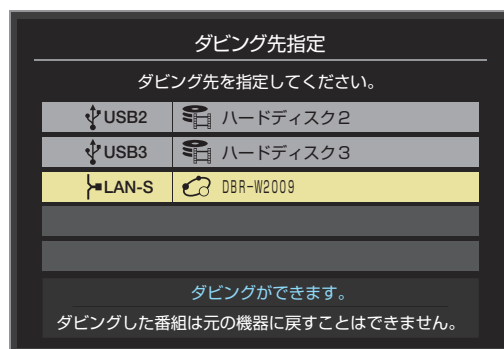 ダビング先指定
ダビング先を指定してください。
USB2 ハードディスク2
USB3 ハードディスク3
LAN-S DBR-W2009
ダビングができます。
ダビングした番組は元の機器に戻すことはできません。